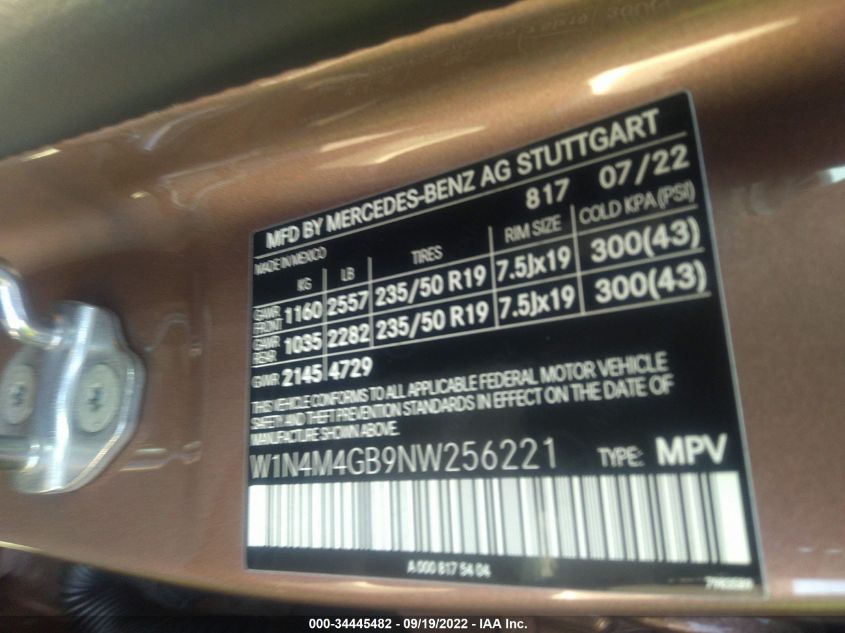 MFD BY MERCEDES-BENZ AG STUTTGART
MADE IN MEXICO 817 07/22
KG LB TIRES RIM SIZE COLD KPA (PSI)
GAWR FRONT 1160 2557 235/50 R19 7.5Jx19 300(43)
GAWR REAR 1035 2282 235/50 R19 7.5Jx19 300(43)
GVWR 2145 4729
THIS VEHICLE CONFORMS TO ALL APPLICABLE FEDERAL MOTOR VEHICLE
SAFETY AND THEFT PREVENTION STANDARDS IN EFFECT ON THE DATE OF
MANUFACTURE SHOWN ABOVE.
W1N4M4GB9NW256221 TYPE: MPV
A 000 817 54 04
000-34445482 - 09/19/2022 - IAA Inc.